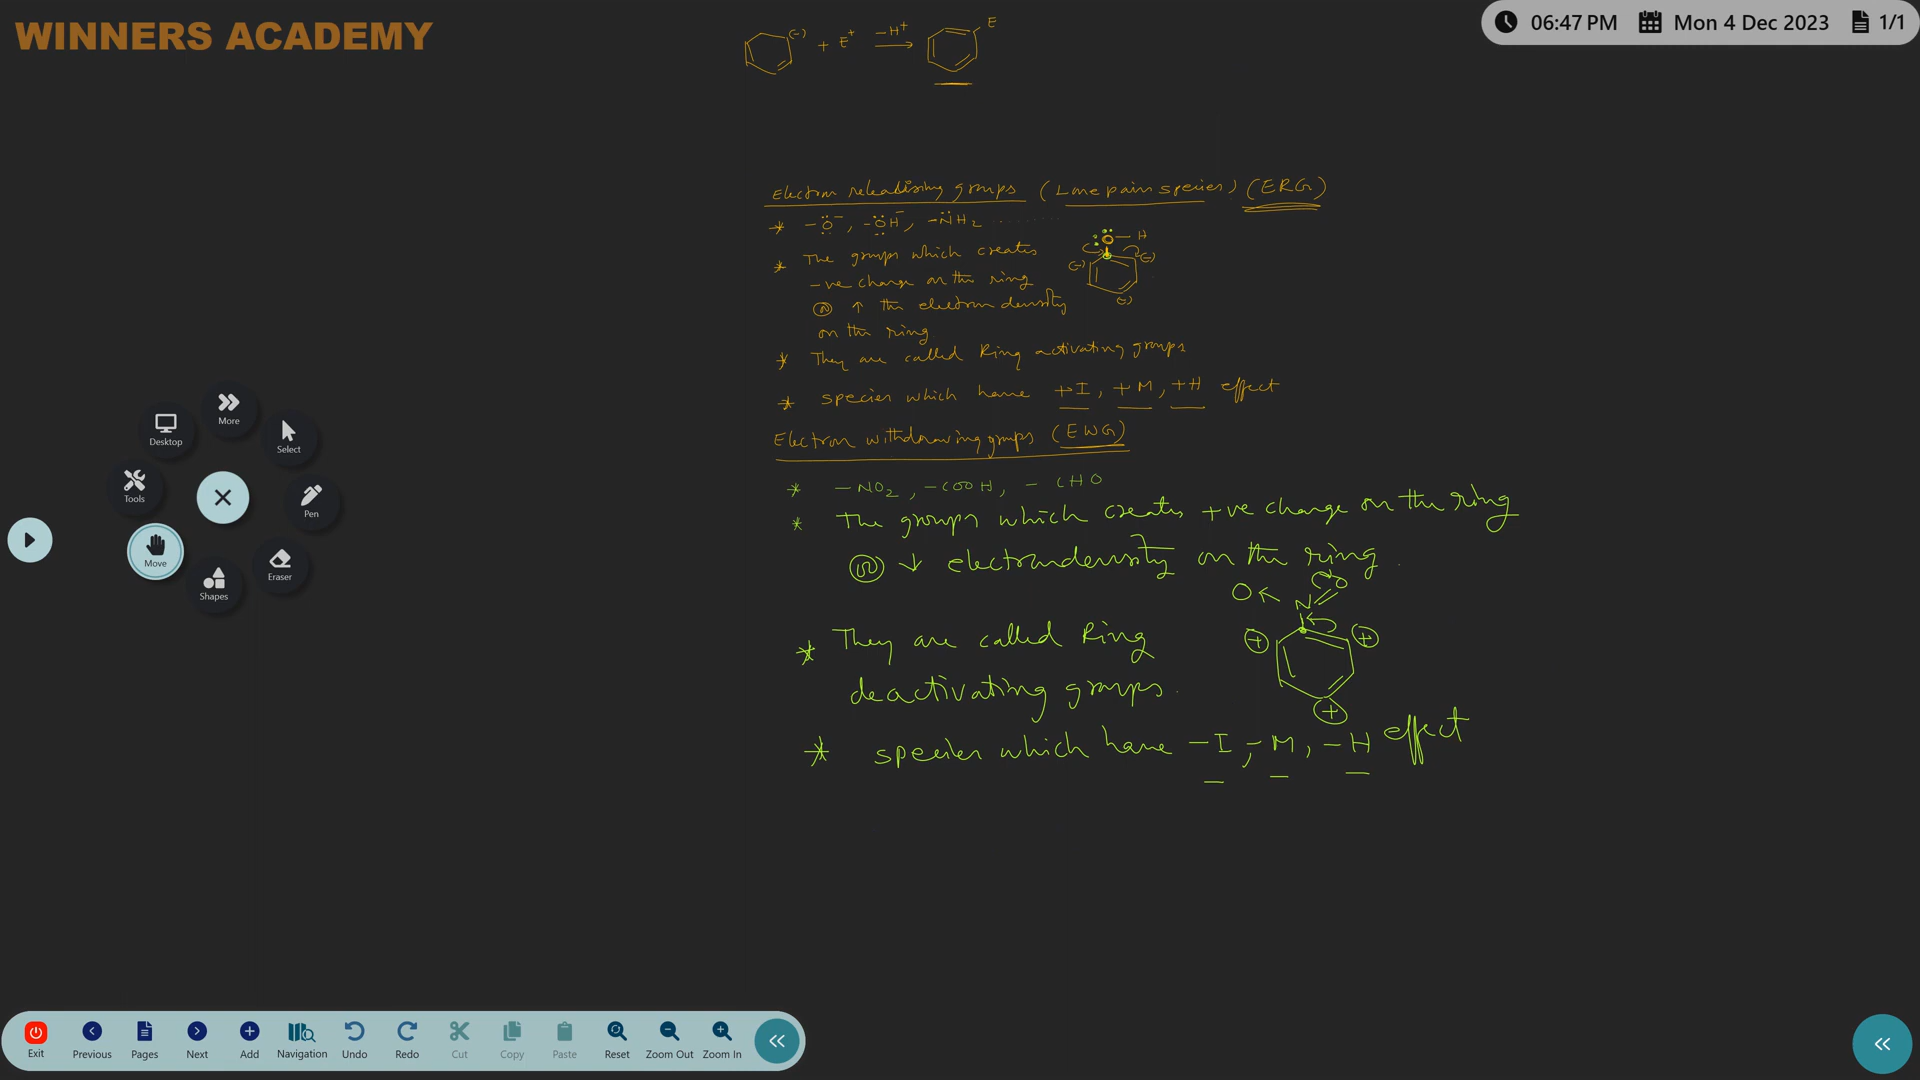 WINNERS ACADEMY
06:47 PM Mon 4 Dec 2023 1/1
(-) + E+ -H+ → E
Electron releasing groups (Lone pair species) (ERG)
* -O⁻, -OH, -NH2 ........
* The groups which creates
-ve charge on the ring
(or) ↑ the electron density
on the ring
O-H
(-) (-)
(-)
* They are called Ring activating groups
* species which have +I, +M, +H effect
Electron withdrawing groups (EWG)
* -NO2, -COOH, -CHO
* The groups which creates +ve charge on the ring
(or) ↓ electron density on the ring.
O ← N = O
+ +
+
* They are called Ring
deactivating groups.
* species which have -I, -M, -H effect
More
Desktop
Select
Tools
Pen
Move
Eraser
Shapes
Exit Previous Pages Next Add Navigation Undo Redo Cut Copy Paste Reset Zoom Out Zoom In